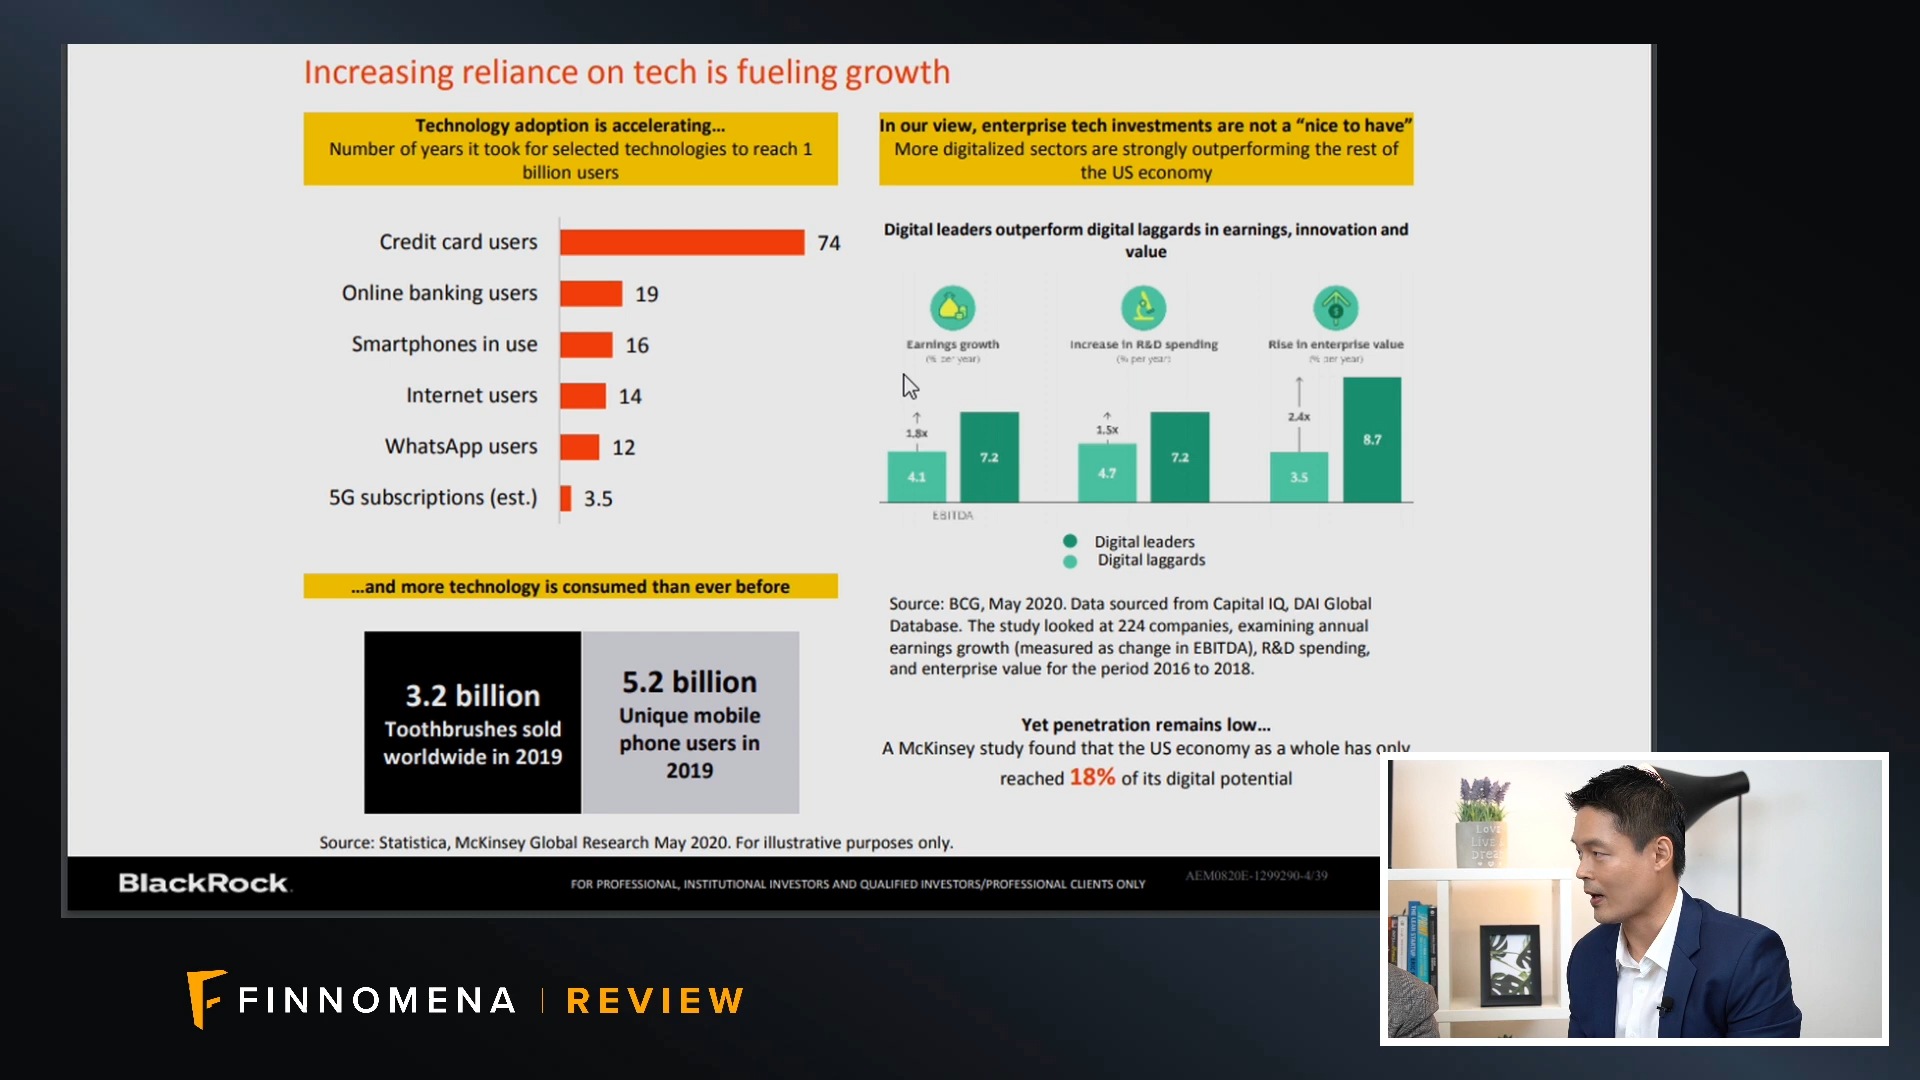 Increasing reliance on tech is fueling growth
Technology adoption is accelerating...
Number of years it took for selected technologies to reach 1
billion users
Credit card users 74
Online banking users 19
Smartphones in use 16
Internet users 14
WhatsApp users 12
5G subscriptions (est.) 3.5
...and more technology is consumed than ever before
3.2 billion
Toothbrushes sold
worldwide in 2019
5.2 billion
Unique mobile
phone users in
2019
Source: Statistica, McKinsey Global Research May 2020. For illustrative purposes only.
In our view, enterprise tech investments are not a “nice to have”
More digitalized sectors are strongly outperforming the rest of
the US economy
Digital leaders outperform digital laggards in earnings, innovation and
value
Earnings growth
(% per year)
1.8x
4.1
7.2
EBITDA
Increase in R&D spending
(% per year)
1.5x
4.7
7.2
Rise in enterprise value
(% per year)
2.4x
3.5
8.7
Digital leaders
Digital laggards
Source: BCG, May 2020. Data sourced from Capital IQ, DAI Global
Database. The study looked at 224 companies, examining annual
earnings growth (measured as change in EBITDA), R&D spending,
and enterprise value for the period 2016 to 2018.
Yet penetration remains low...
A McKinsey study found that the US economy as a whole has only
reached 18% of its digital potential
BlackRock.
FOR PROFESSIONAL, INSTITUTIONAL INVESTORS AND QUALIFIED INVESTORS/PROFESSIONAL CLIENTS ONLY
AEM0820E-1299290-4/39
FINNOMENA | REVIEW
Love
Live